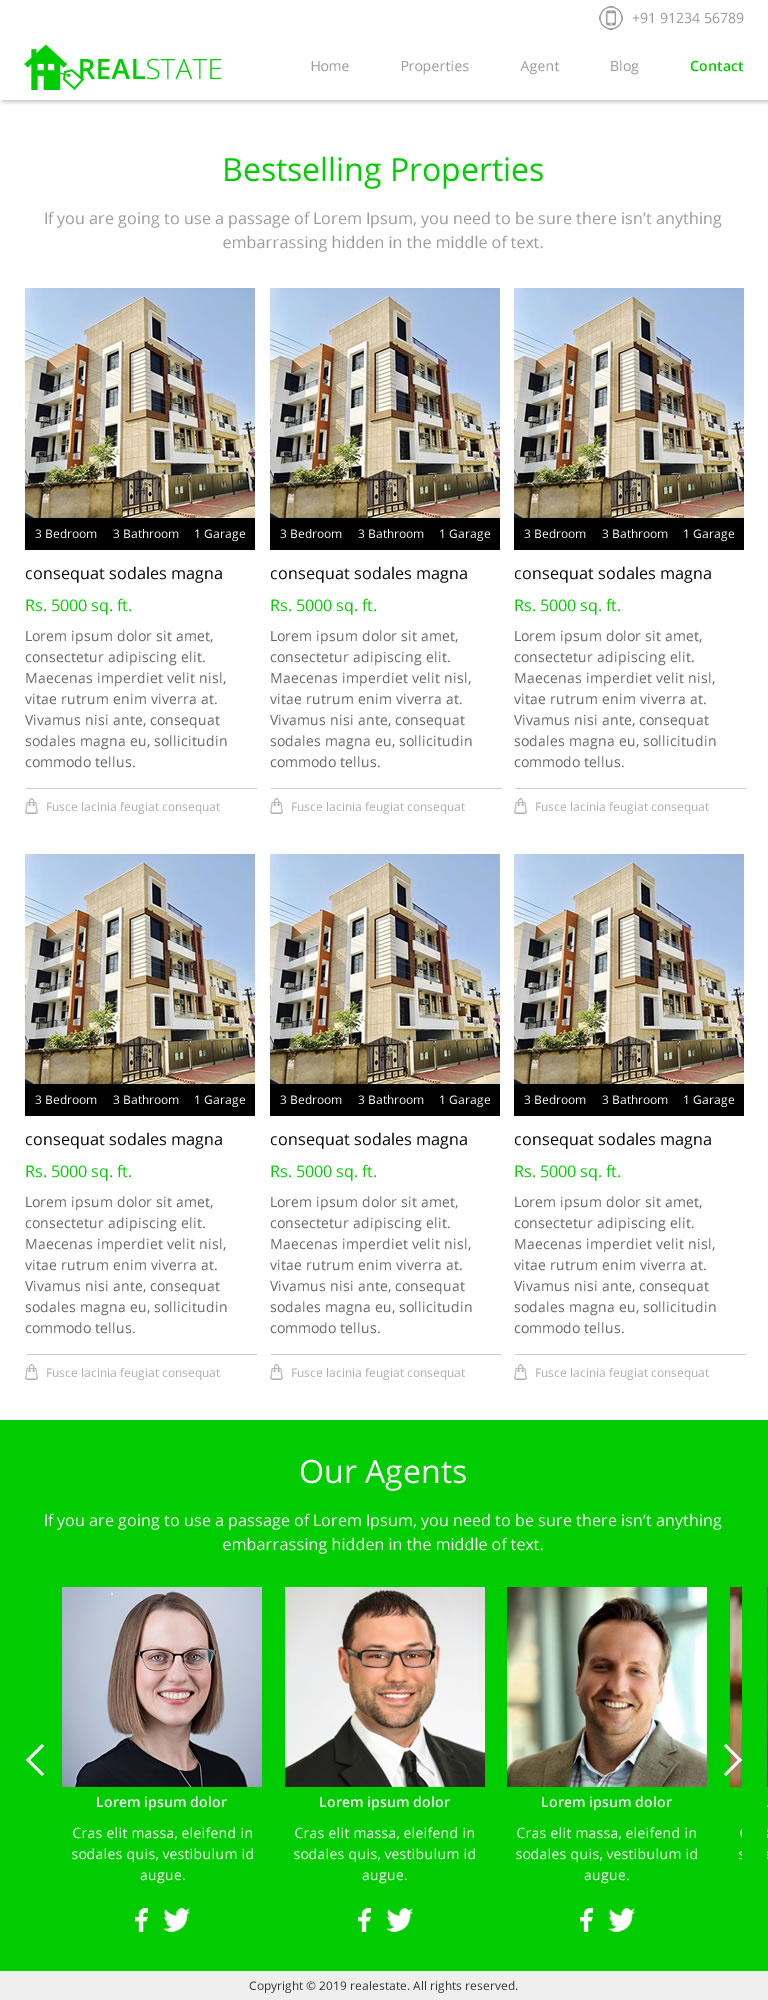 +91 91234 56789
REALSTATE
Home Properties Agent Blog Contact
Bestselling Properties
If you are going to use a passage of Lorem Ipsum, you need to be sure there isn’t anything
embarrassing hidden in the middle of text.
3 Bedroom 3 Bathroom 1 Garage
consequat sodales magna
Rs. 5000 sq. ft.
Lorem ipsum dolor sit amet,
consectetur adipiscing elit.
Maecenas imperdiet velit nisl,
vitae rutrum enim viverra at.
Vivamus nisi ante, consequat
sodales magna eu, sollicitudin
commodo tellus.
Fusce lacinia feugiat consequat
3 Bedroom 3 Bathroom 1 Garage
consequat sodales magna
Rs. 5000 sq. ft.
Lorem ipsum dolor sit amet,
consectetur adipiscing elit.
Maecenas imperdiet velit nisl,
vitae rutrum enim viverra at.
Vivamus nisi ante, consequat
sodales magna eu, sollicitudin
commodo tellus.
Fusce lacinia feugiat consequat
3 Bedroom 3 Bathroom 1 Garage
consequat sodales magna
Rs. 5000 sq. ft.
Lorem ipsum dolor sit amet,
consectetur adipiscing elit.
Maecenas imperdiet velit nisl,
vitae rutrum enim viverra at.
Vivamus nisi ante, consequat
sodales magna eu, sollicitudin
commodo tellus.
Fusce lacinia feugiat consequat
3 Bedroom 3 Bathroom 1 Garage
consequat sodales magna
Rs. 5000 sq. ft.
Lorem ipsum dolor sit amet,
consectetur adipiscing elit.
Maecenas imperdiet velit nisl,
vitae rutrum enim viverra at.
Vivamus nisi ante, consequat
sodales magna eu, sollicitudin
commodo tellus.
Fusce lacinia feugiat consequat
3 Bedroom 3 Bathroom 1 Garage
consequat sodales magna
Rs. 5000 sq. ft.
Lorem ipsum dolor sit amet,
consectetur adipiscing elit.
Maecenas imperdiet velit nisl,
vitae rutrum enim viverra at.
Vivamus nisi ante, consequat
sodales magna eu, sollicitudin
commodo tellus.
Fusce lacinia feugiat consequat
3 Bedroom 3 Bathroom 1 Garage
consequat sodales magna
Rs. 5000 sq. ft.
Lorem ipsum dolor sit amet,
consectetur adipiscing elit.
Maecenas imperdiet velit nisl,
vitae rutrum enim viverra at.
Vivamus nisi ante, consequat
sodales magna eu, sollicitudin
commodo tellus.
Fusce lacinia feugiat consequat
Our Agents
If you are going to use a passage of Lorem Ipsum, you need to be sure there isn’t anything
embarrassing hidden in the middle of text.
Lorem ipsum dolor
Cras elit massa, eleifend in
sodales quis, vestibulum id
augue.
Lorem ipsum dolor
Cras elit massa, eleifend in
sodales quis, vestibulum id
augue.
Lorem ipsum dolor
Cras elit massa, eleifend in
sodales quis, vestibulum id
augue.
Copyright © 2019 realestate. All rights reserved.